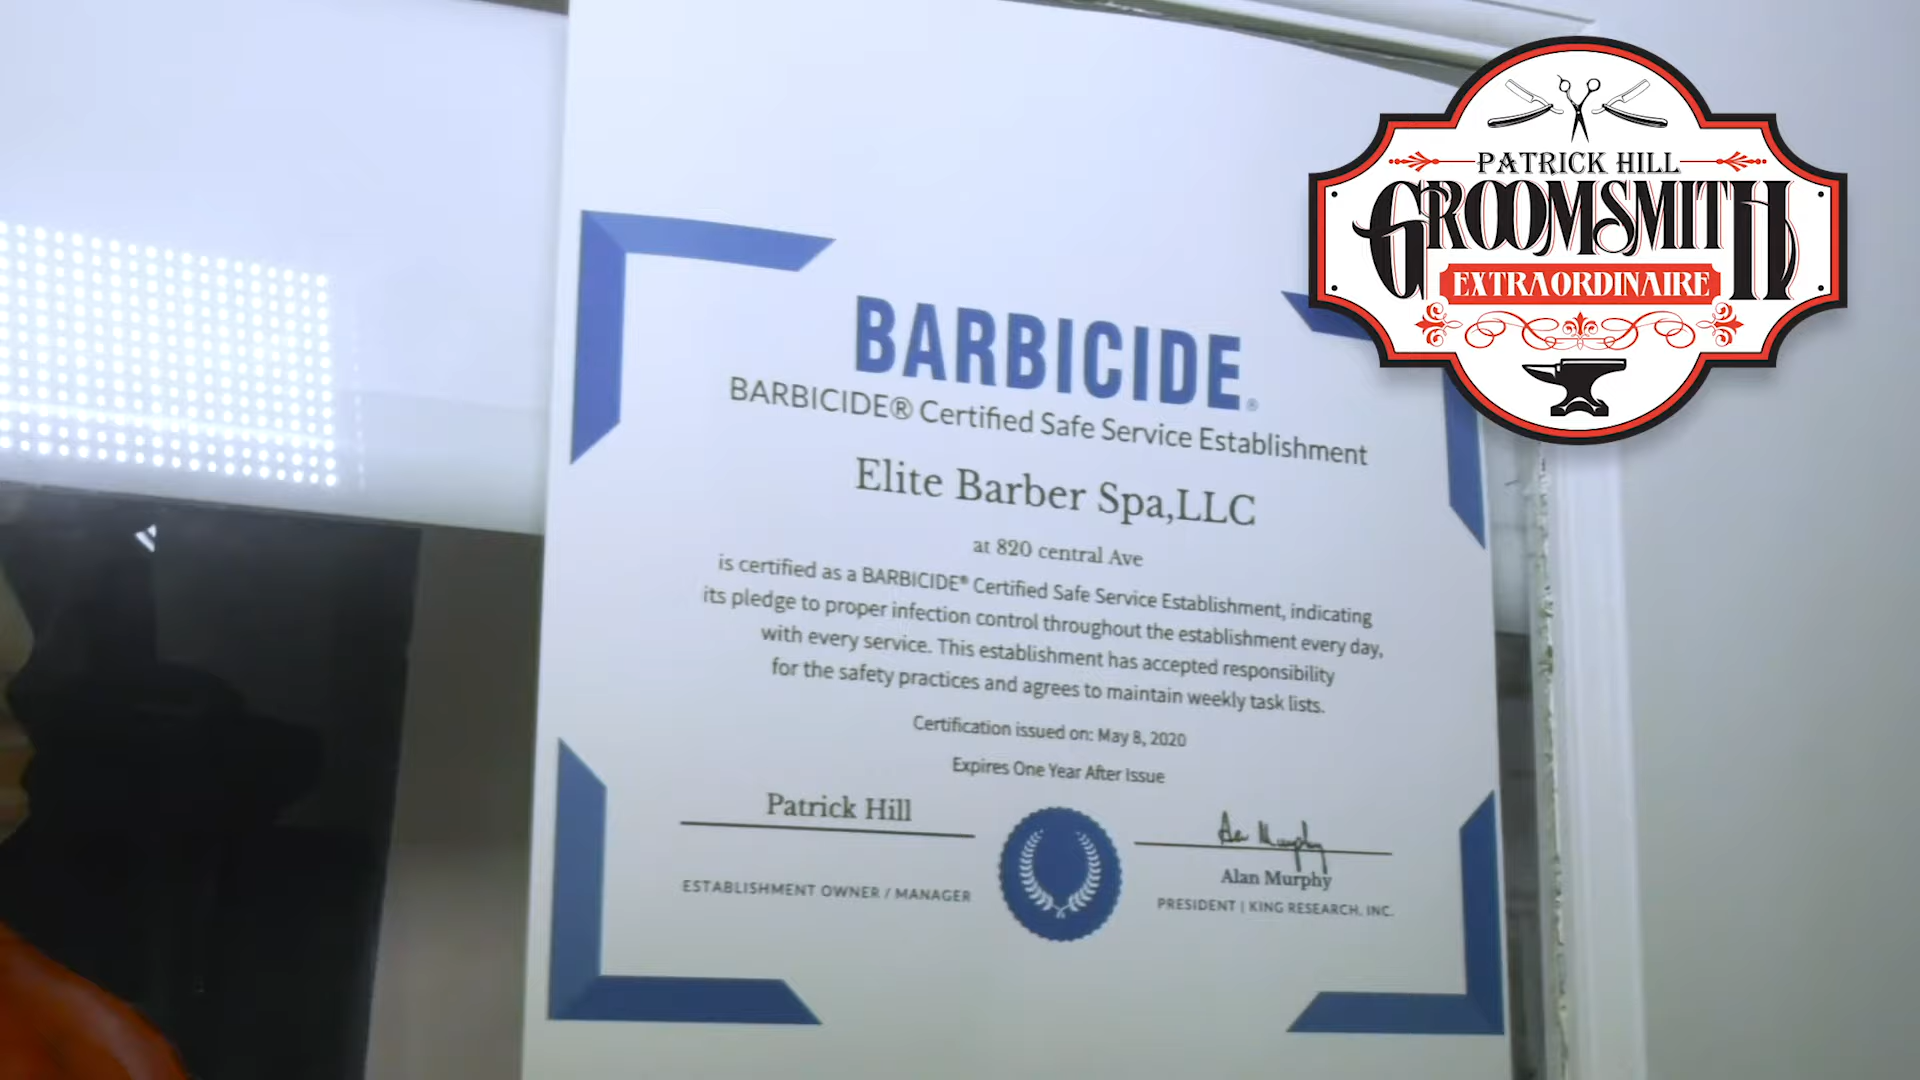 PATRICK HILL
GROOMSMITH
EXTRAORDINAIRE
BARBICIDE®
BARBICIDE® Certified Safe Service Establishment
Elite Barber Spa,LLC
at 820 central Ave
is certified as a BARBICIDE® Certified Safe Service Establishment, indicating
its pledge to proper infection control throughout the establishment every day,
with every service. This establishment has accepted responsibility
for the safety practices and agrees to maintain weekly task lists.
Certification issued on: May 8, 2020
Expires One Year After Issue
Patrick Hill
ESTABLISHMENT OWNER / MANAGER
Alan Murphy
PRESIDENT | KING RESEARCH, INC.